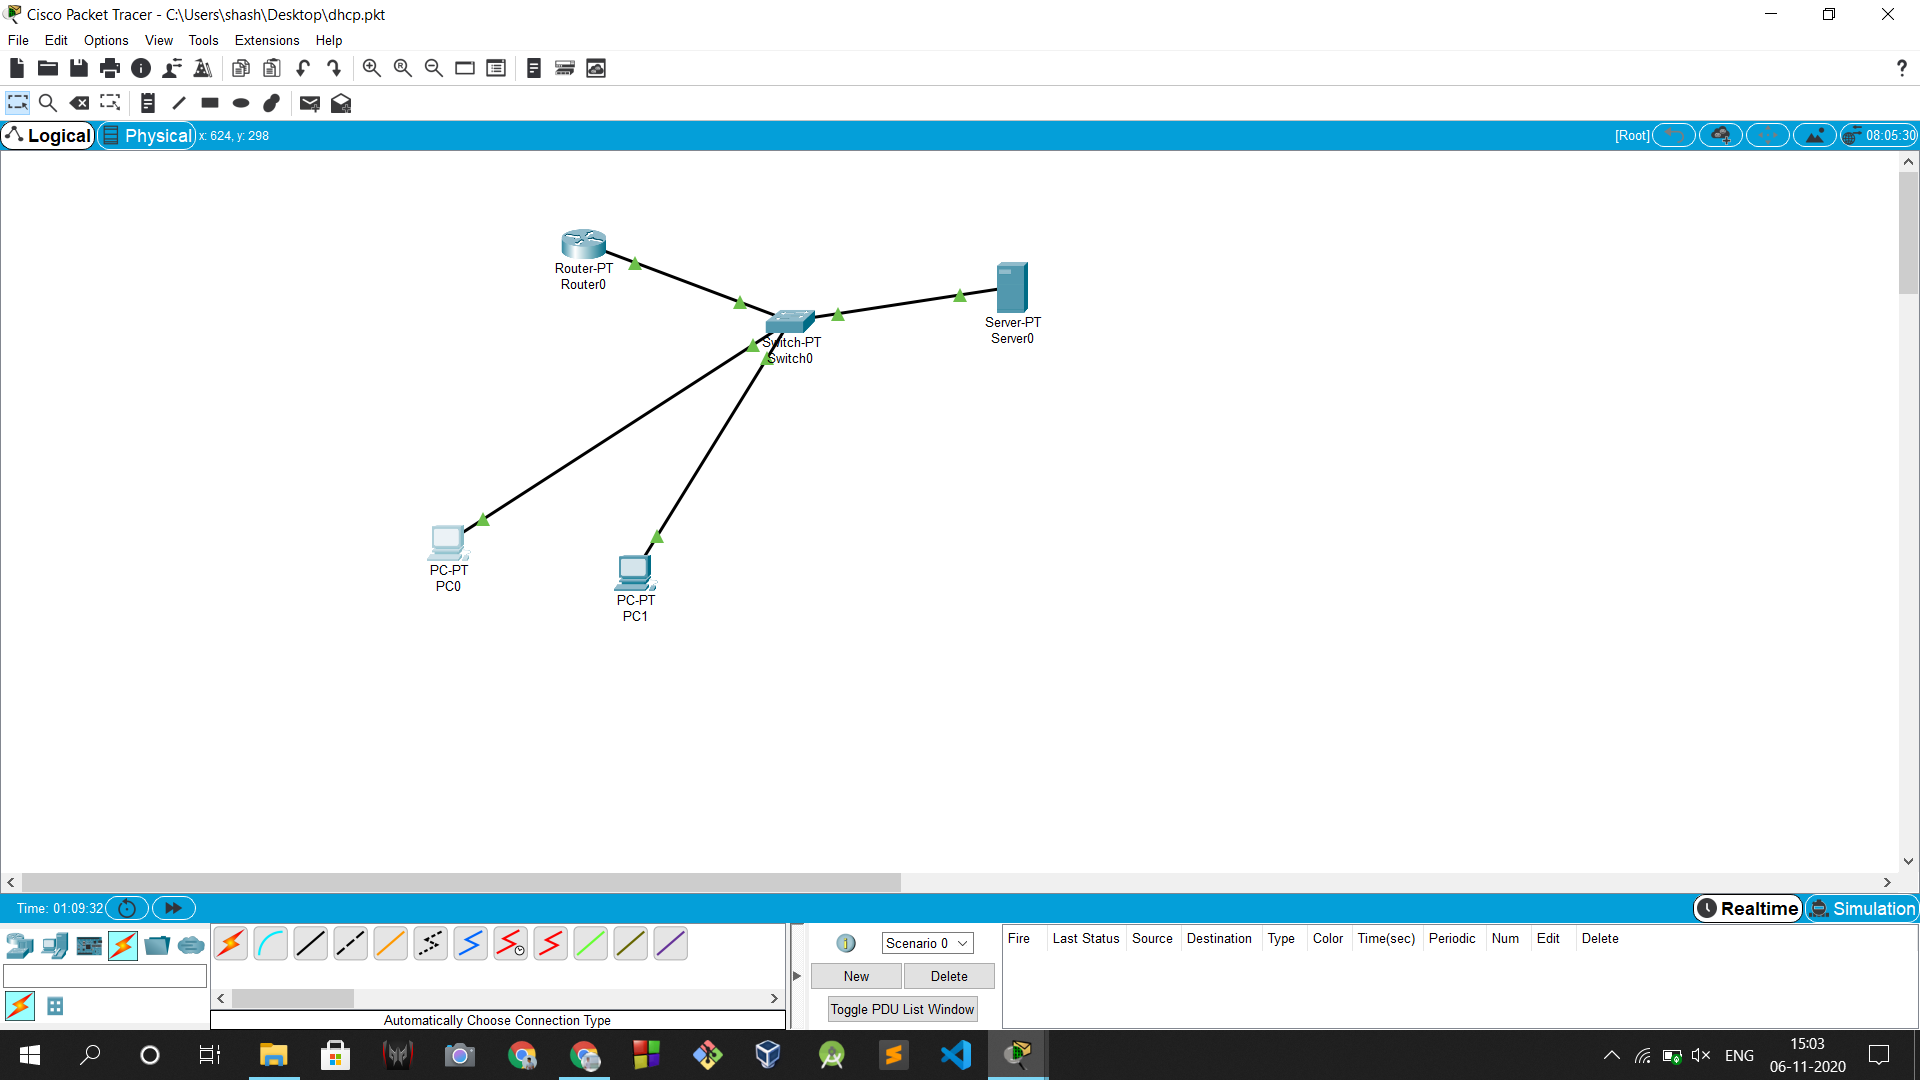 Cisco Packet Tracer - C:\Users\shash\Desktop\dhcp.pkt
File Edit Options View Tools Extensions Help
?
Logical Physical x: 624, y: 298 [Root] 08:05:30
Router-PT
Router0
Server-PT
Server0
Switch-PT
Switch0
PC-PT
PC0
PC-PT
PC1
Time: 01:09:32 Realtime Simulation
Scenario 0
Fire Last Status Source Destination Type Color Time(sec) Periodic Num Edit Delete
New Delete
Toggle PDU List Window
Automatically Choose Connection Type
ENG
15:03
06-11-2020